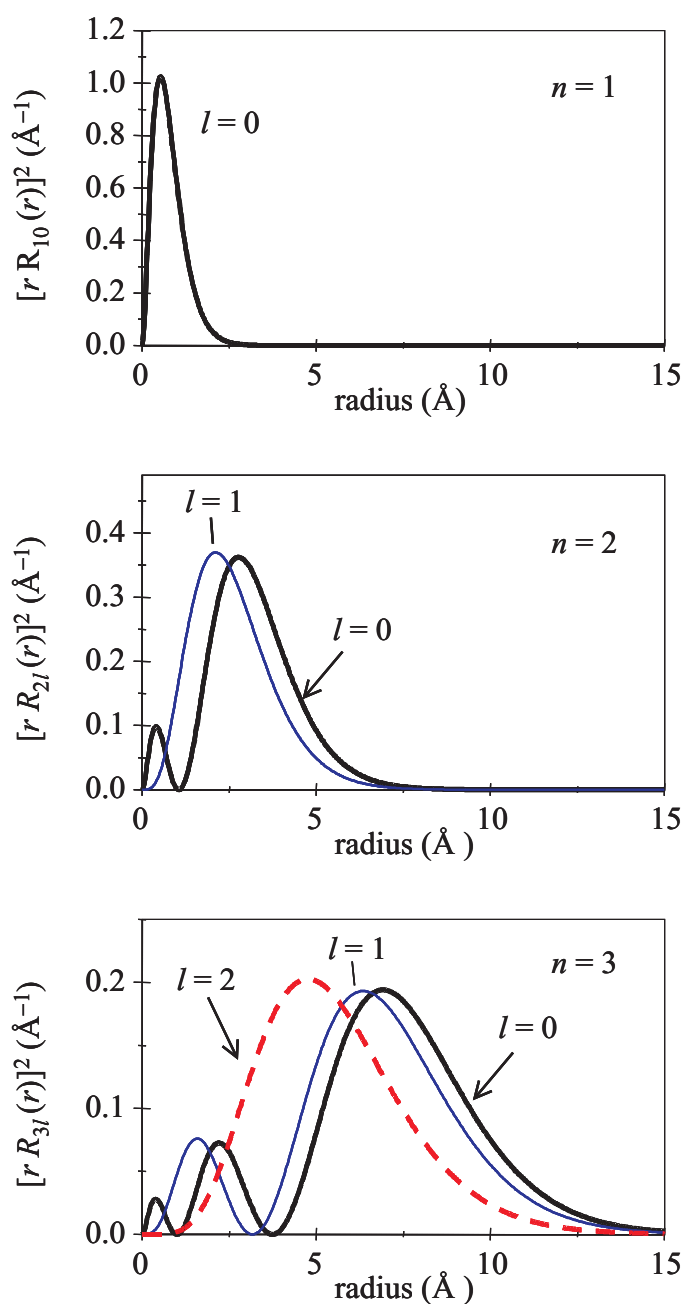 [r R₁₀(r)]² (Å⁻¹)
1.2
1.0
0.8
0.6
0.4
0.2
0.0
l = 0
n = 1
0 5 10 15
radius (Å)
[r R₂ₗ(r)]² (Å⁻¹)
0.4
0.3
0.2
0.1
0.0
l = 1
n = 2
l = 0
0 5 10 15
radius (Å )
[r R₃ₗ(r)]² (Å⁻¹)
0.2
0.1
0.0
l = 1
n = 3
l = 2
l = 0
0 5 10 15
radius (Å)